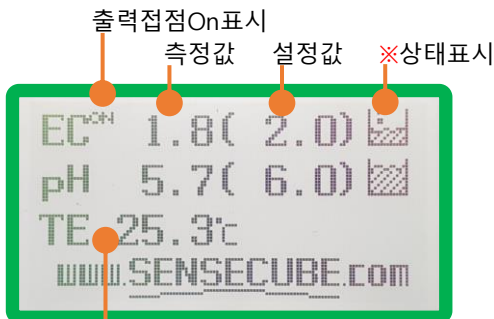 출력접점On표시
측정값 설정값 ※상태표시
EC ON 1.8( 2.0)
pH 5.7( 6.0)
TE 25.3℃
www.SENSECUBE.com